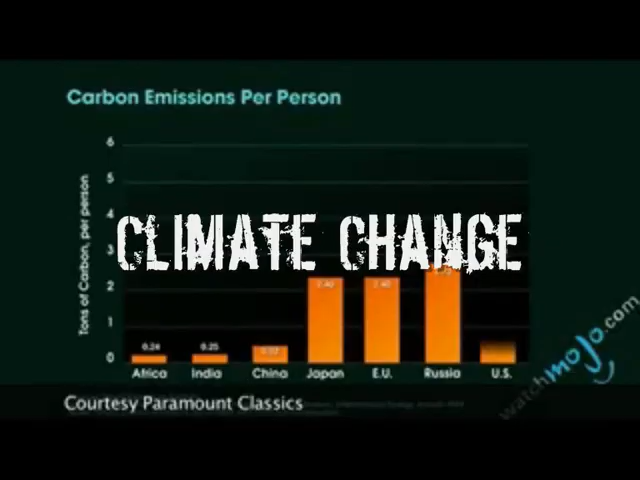 Carbon Emissions Per Person
Tons of Carbon, per person
6
5
4
3
2
1
0
CLIMATE CHANGE
0.24
0.25
2.40
2.40
Africa
India
China
Japan
E.U.
Russia
U.S.
Courtesy Paramount Classics
watchmojo.com